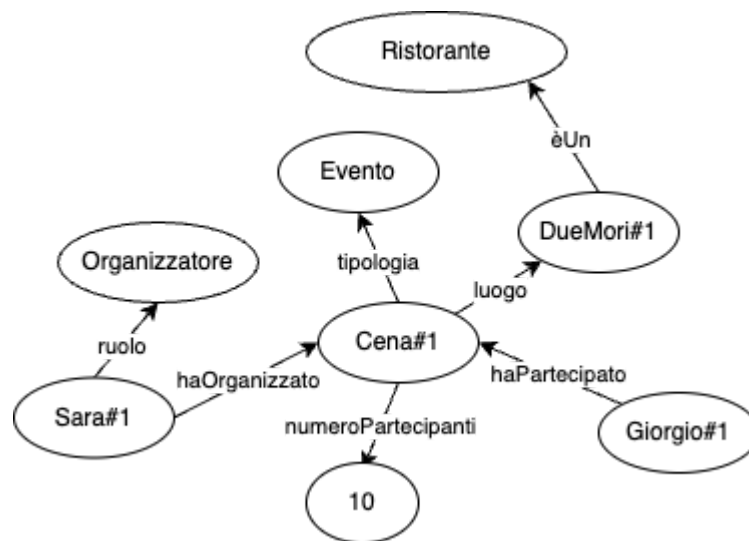 Ristorante
èUn
Evento
DueMori#1
Organizzatore
tipologia
luogo
ruolo
Cena#1
haOrganizzato
haPartecipato
Sara#1
numeroPartecipanti
Giorgio#1
10